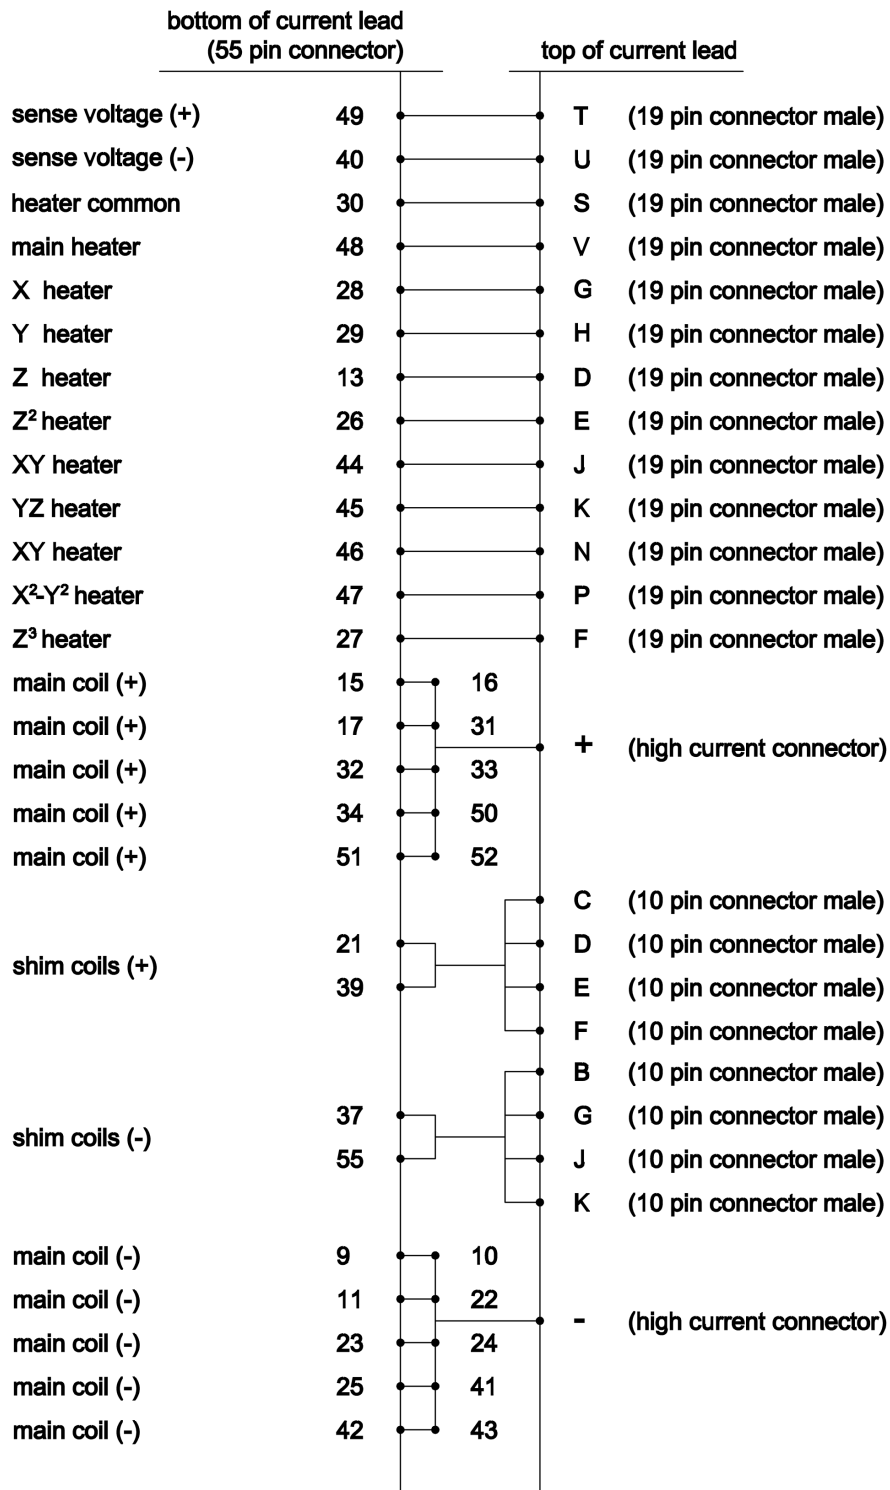 bottom of current lead
(55 pin connector)
top of current lead
sense voltage (+) 49 T (19 pin connector male)
sense voltage (-) 40 U (19 pin connector male)
heater common 30 S (19 pin connector male)
main heater 48 V (19 pin connector male)
X heater 28 G (19 pin connector male)
Y heater 29 H (19 pin connector male)
Z heater 13 D (19 pin connector male)
Z² heater 26 E (19 pin connector male)
XY heater 44 J (19 pin connector male)
YZ heater 45 K (19 pin connector male)
XY heater 46 N (19 pin connector male)
X²-Y² heater 47 P (19 pin connector male)
Z³ heater 27 F (19 pin connector male)
main coil (+) 15 16
main coil (+) 17 31
+ (high current connector)
main coil (+) 32 33
main coil (+) 34 50
main coil (+) 51 52
C (10 pin connector male)
21 D (10 pin connector male)
shim coils (+)
39 E (10 pin connector male)
F (10 pin connector male)
B (10 pin connector male)
37 G (10 pin connector male)
shim coils (-)
55 J (10 pin connector male)
K (10 pin connector male)
main coil (-) 9 10
main coil (-) 11 22
- (high current connector)
main coil (-) 23 24
main coil (-) 25 41
main coil (-) 42 43